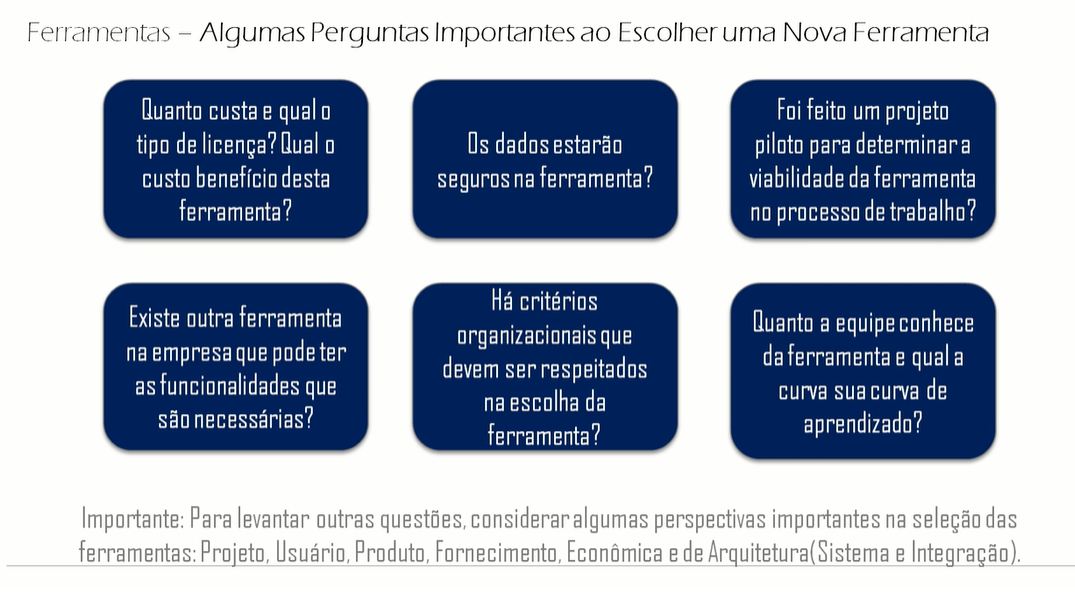 Ferramentas – Algumas Perguntas Importantes ao Escolher uma Nova Ferramenta
Quanto custa e qual o
tipo de licença? Qual o
custo benefício desta
ferramenta?
Os dados estarão
seguros na ferramenta?
Foi feito um projeto
piloto para determinar a
viabilidade da ferramenta
no processo de trabalho?
Existe outra ferramenta
na empresa que pode ter
as funcionalidades que
são necessárias?
Há critérios
organizacionais que
devem ser respeitados
na escolha da
ferramenta?
Quanto a equipe conhece
da ferramenta e qual a
curva sua curva de
aprendizado?
Importante: Para levantar outras questões, considerar algumas perspectivas importantes na seleção das
ferramentas: Projeto, Usuário, Produto, Fornecimento, Econômica e de Arquitetura(Sistema e Integração).